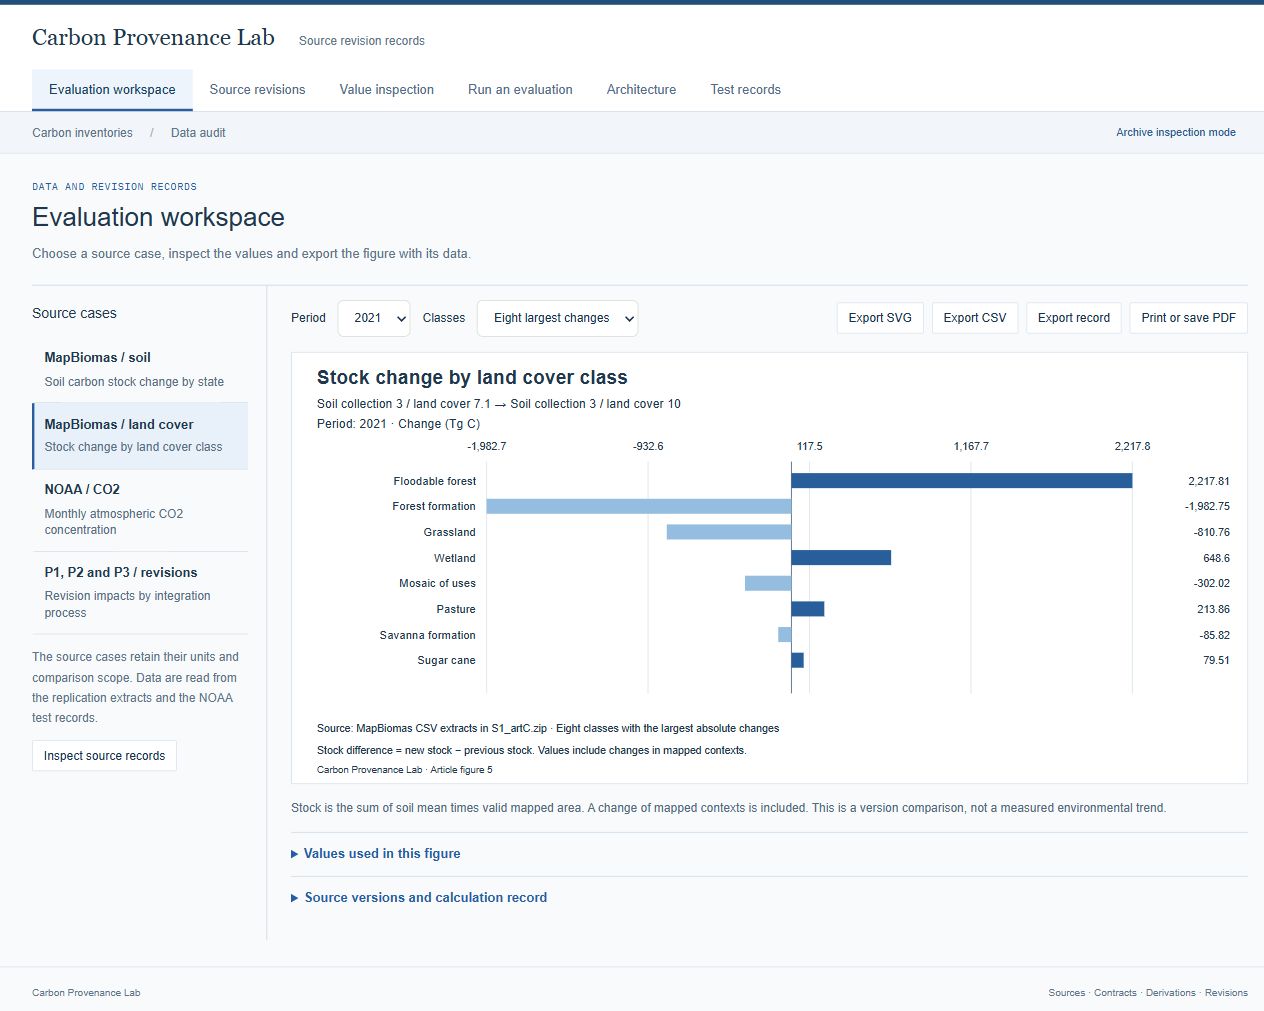 Carbon Provenance Lab
Source revision records
Evaluation workspace
Source revisions
Value inspection
Run an evaluation
Architecture
Test records
Carbon inventories / Data audit
Archive inspection mode
DATA AND REVISION RECORDS
Evaluation workspace
Choose a source case, inspect the values and export the figure with its data.
Source cases
MapBiomas / soil
Soil carbon stock change by state
MapBiomas / land cover
Stock change by land cover class
NOAA / CO2
Monthly atmospheric CO2
concentration
P1, P2 and P3 / revisions
Revision impacts by integration
process
The source cases retain their units and
comparison scope. Data are read from
the replication extracts and the NOAA
test records.
Inspect source records
Period 2021 Classes Eight largest changes
Export SVG
Export CSV
Export record
Print or save PDF
Stock change by land cover class
Soil collection 3 / land cover 7.1 → Soil collection 3 / land cover 10
Period: 2021 · Change (Tg C)
-1,982.7 -932.6 117.5 1,167.7 2,217.8
Floodable forest 2,217.81
Forest formation -1,982.75
Grassland -810.76
Wetland 648.6
Mosaic of uses -302.02
Pasture 213.86
Savanna formation -85.82
Sugar cane 79.51
Source: MapBiomas CSV extracts in S1_artC.zip · Eight classes with the largest absolute changes
Stock difference = new stock − previous stock. Values include changes in mapped contexts.
Carbon Provenance Lab · Article figure 5
Stock is the sum of soil mean times valid mapped area. A change of mapped contexts is included. This is a version comparison, not a measured environmental trend.
Values used in this figure
Source versions and calculation record
Carbon Provenance Lab
Sources · Contracts · Derivations · Revisions